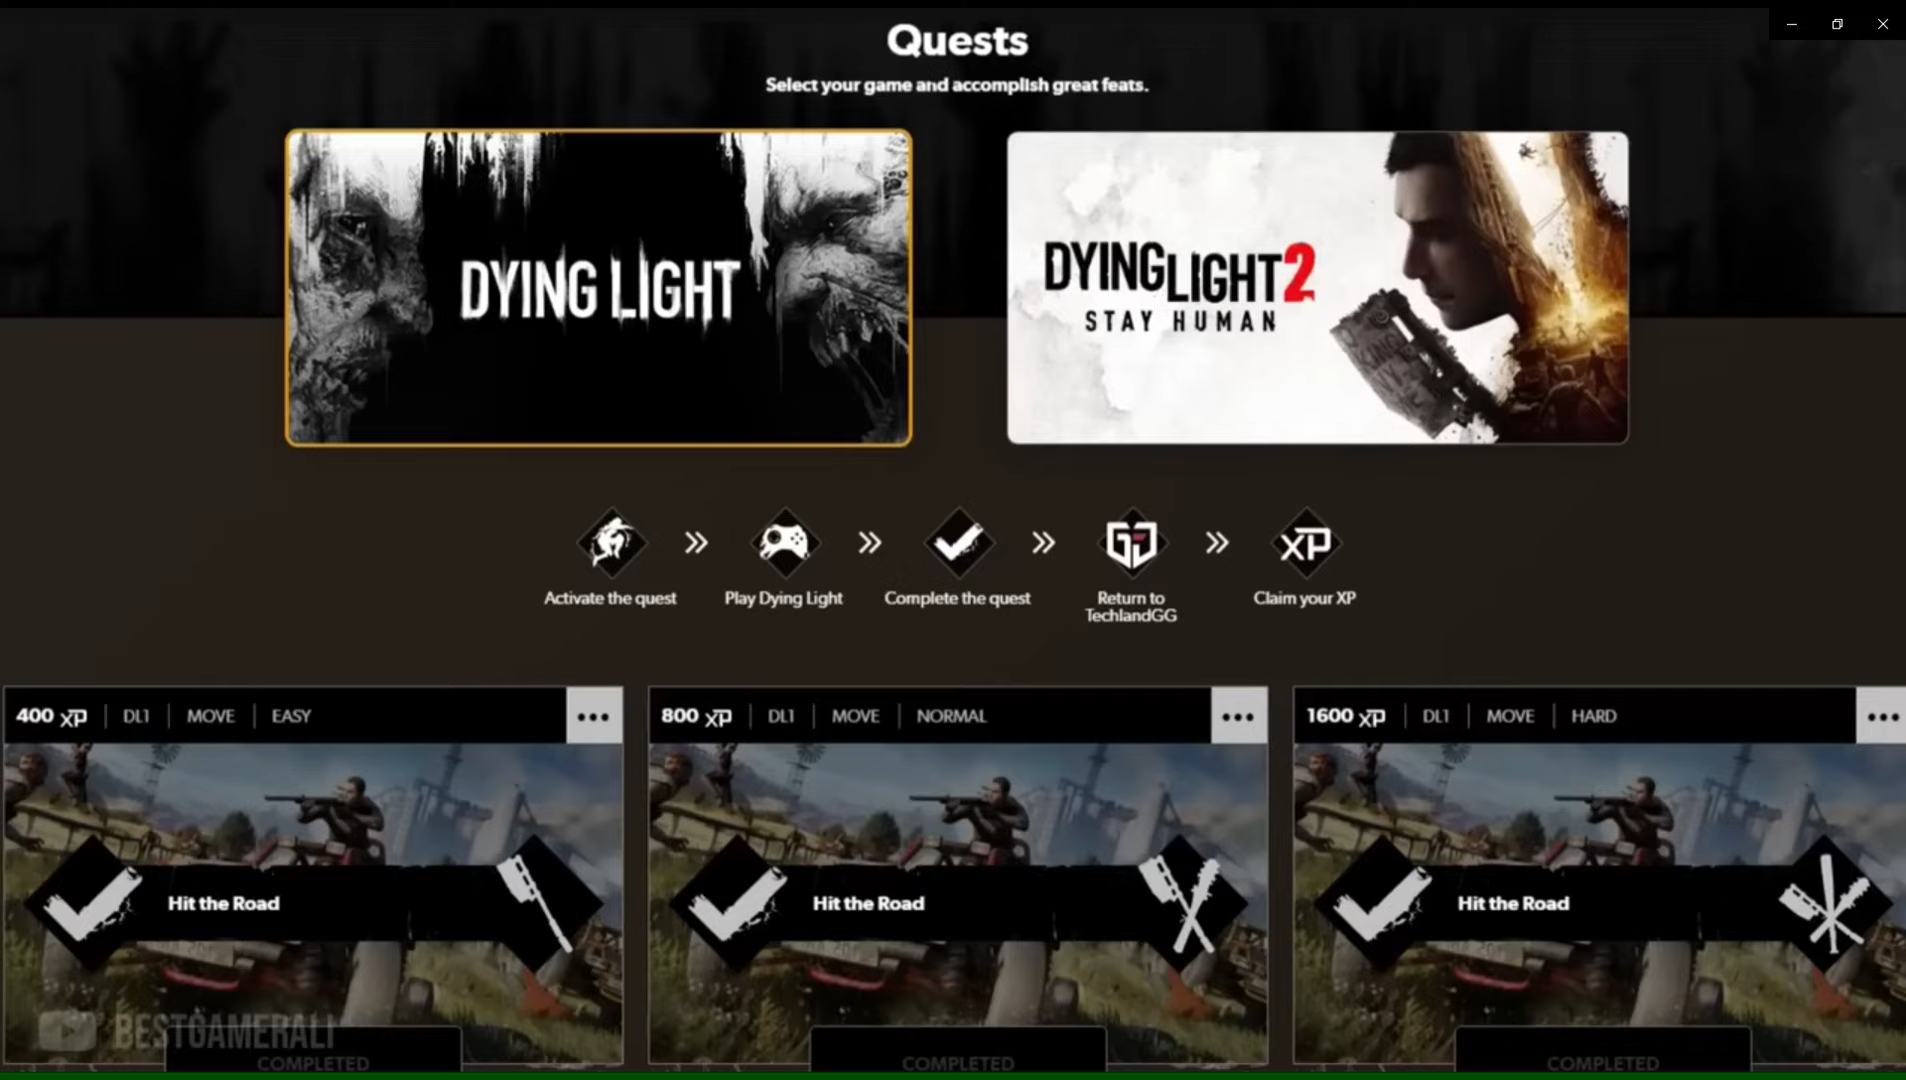 Quests
Select your game and accomplish great feats.
DYING LIGHT
DYING LIGHT 2
STAY HUMAN
Activate the quest
Play Dying Light
Complete the quest
GG
Return to
TechlandGG
XP
Claim your XP
400 XP | DL1 | MOVE | EASY
800 XP | DL1 | MOVE | NORMAL
1600 XP | DL1 | MOVE | HARD
Hit the Road
Hit the Road
Hit the Road
BESTGAMERALI
COMPLETED
COMPLETED
COMPLETED